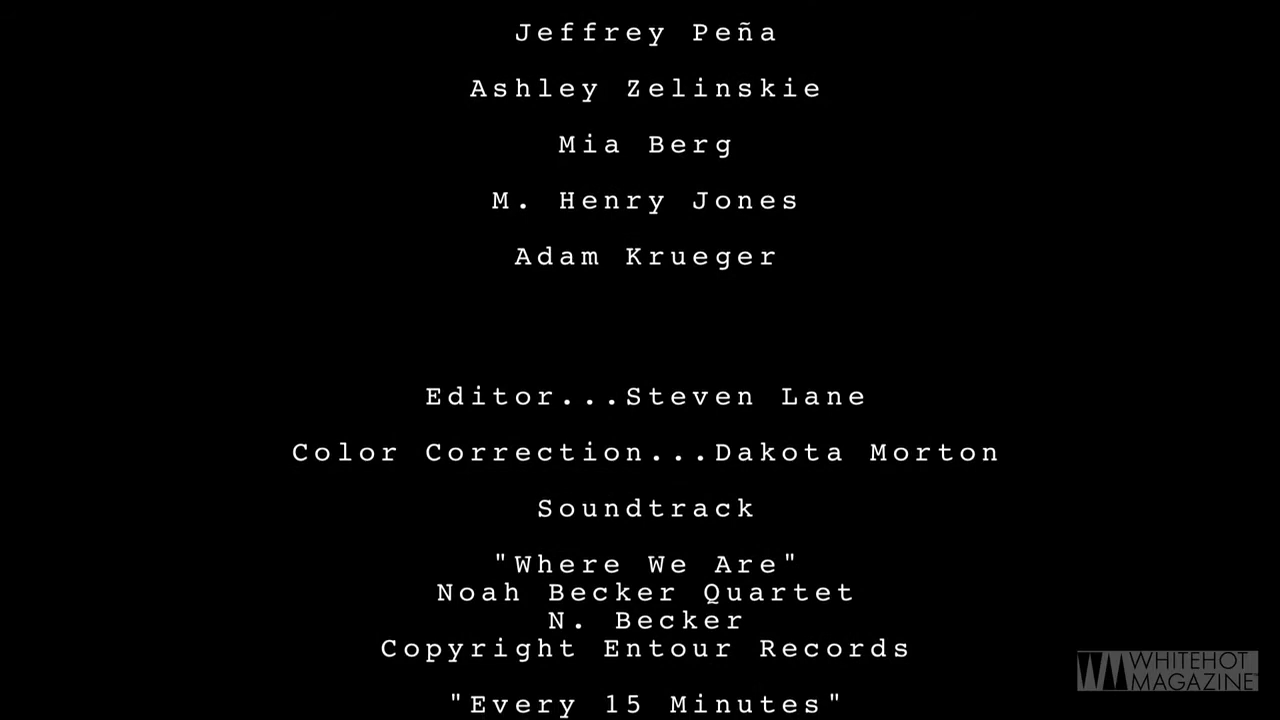 Jeffrey Peña
Ashley Zelinskie
Mia Berg
M. Henry Jones
Adam Krueger
Editor...Steven Lane
Color Correction...Dakota Morton
Soundtrack
"Where We Are"
Noah Becker Quartet
N. Becker
Copyright Entour Records
"Every 15 Minutes"
WHITEHOT
MAGAZINE